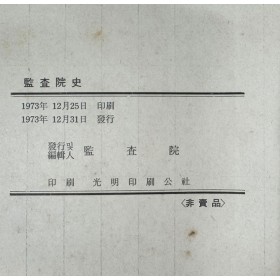 監査院史
1973年 12月25日 印刷
1973年 12月31日 發行
發行및
編輯人 監査院
印刷 光明印刷公社
〈非賣品〉